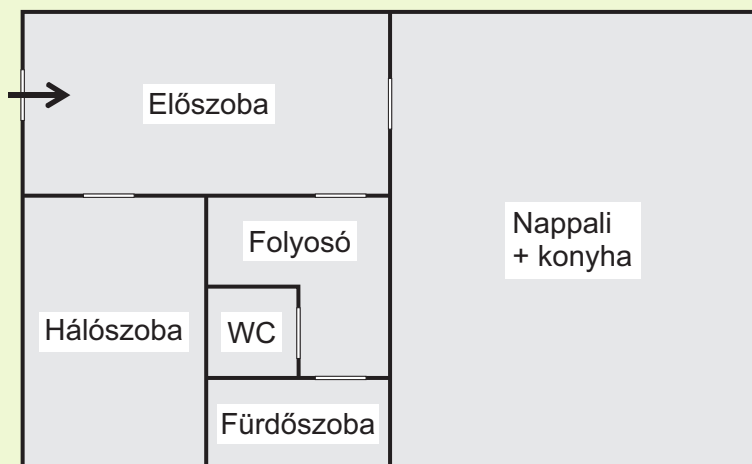 Előszoba
Nappali
+ konyha
Folyosó
Hálószoba
WC
Fürdőszoba